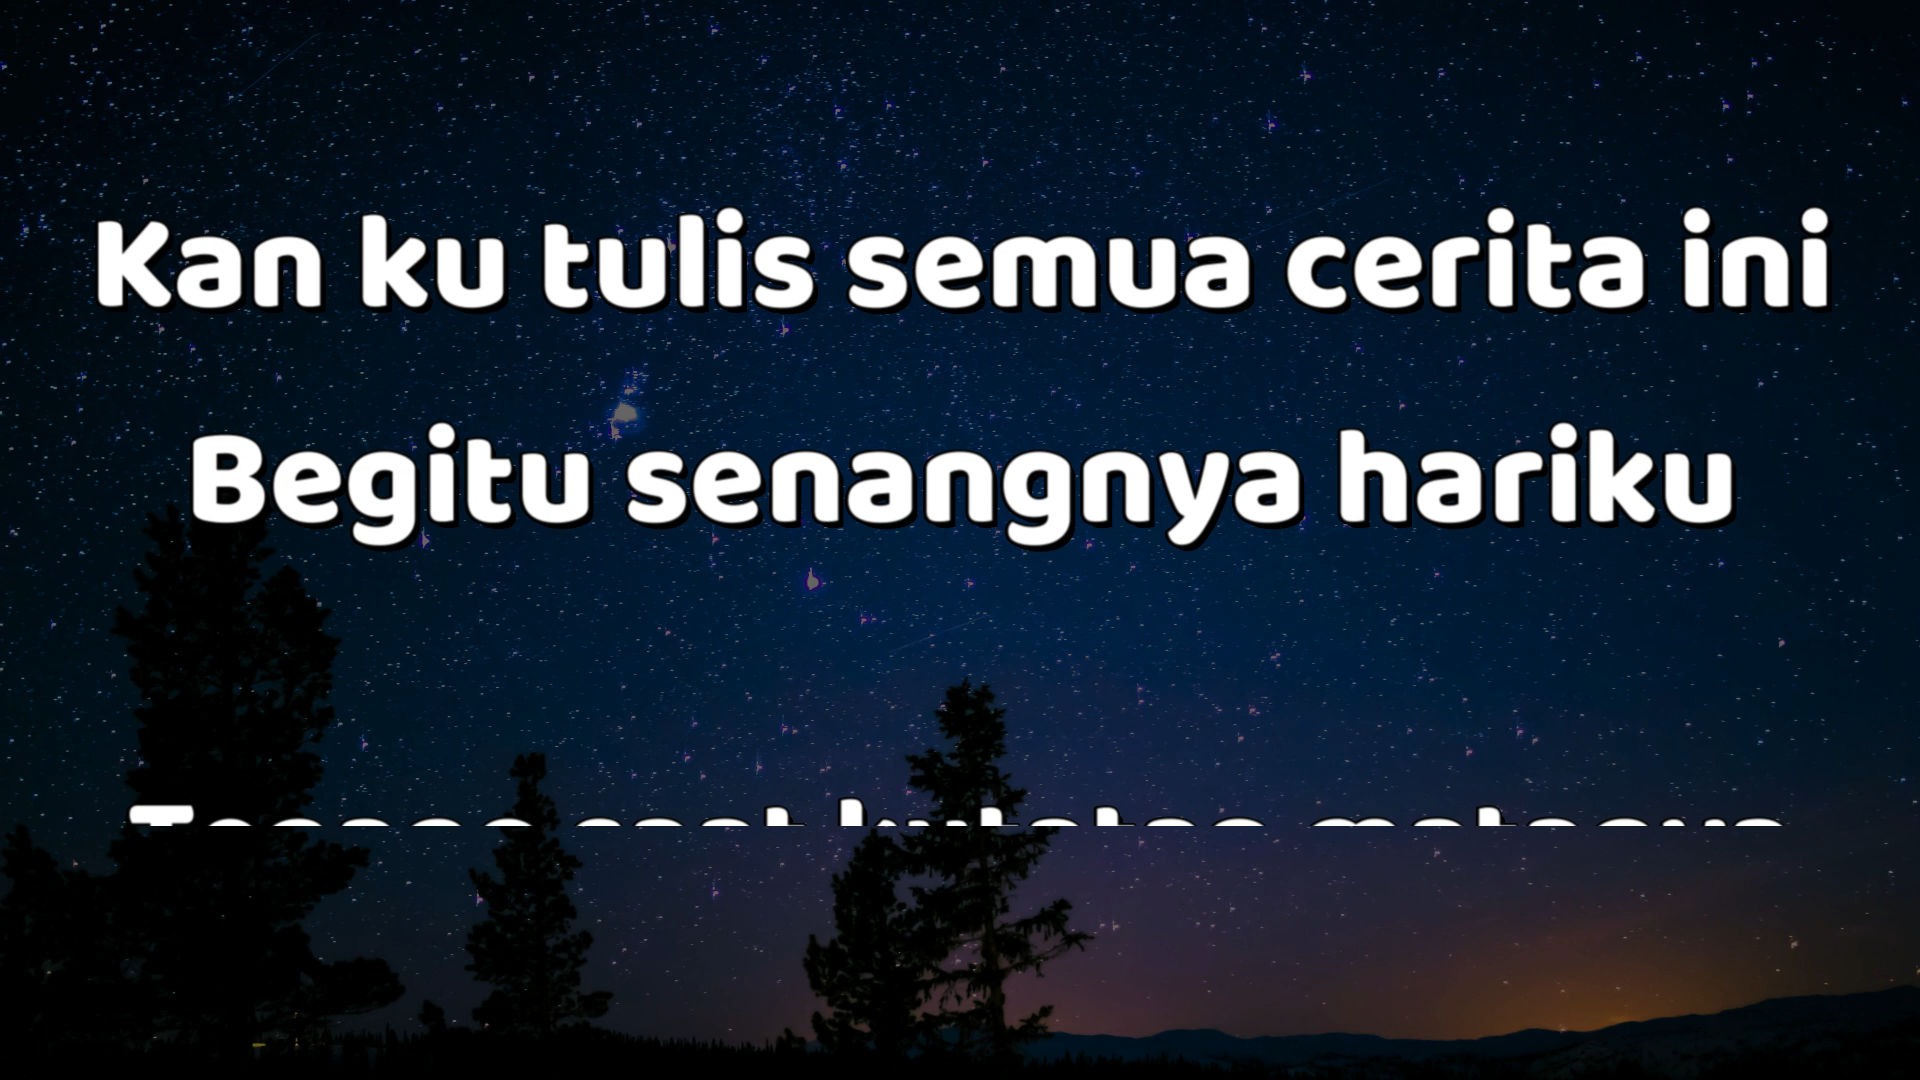 Kan ku tulis semua cerita ini
Begitu senangnya hariku